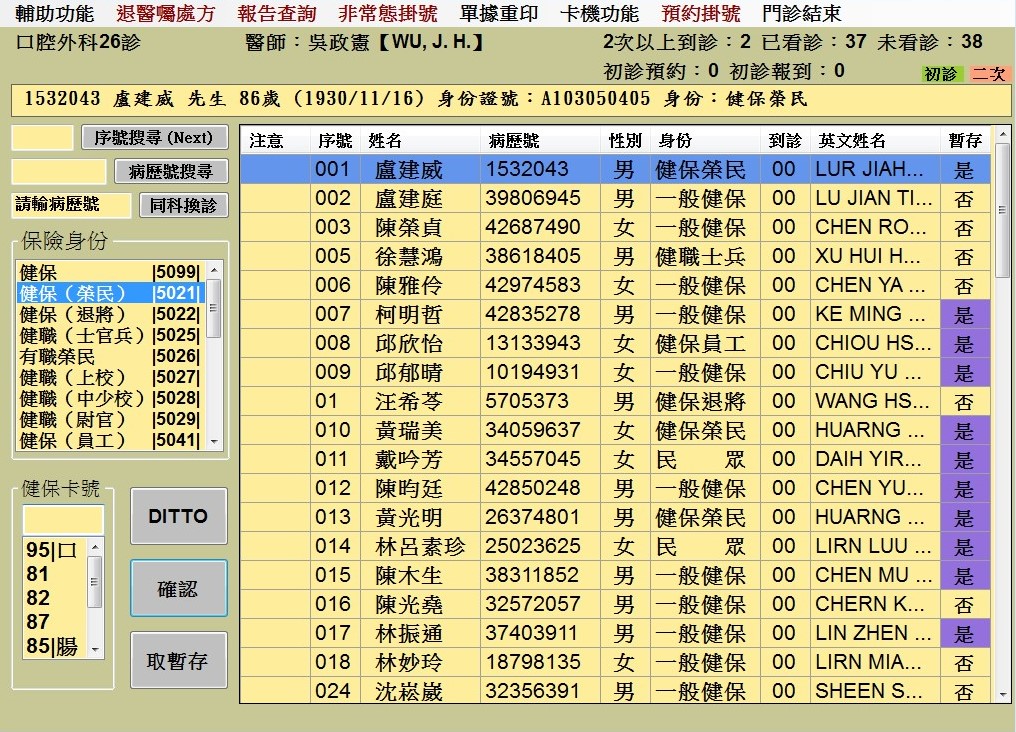 輔助功能 退醫囑處方 報告查詢 非常態掛號 單據重印 卡機功能 預約掛號 門診結束
口腔外科26診 醫師：吳政憲【WU, J. H.】 2次以上到診：2 已看診：37 未看診：38
初診預約：0 初診報到：0 初診 二次
1532043 盧建威 先生 86歲 (1930/11/16) 身份證號：A103050405 身份：健保榮民
序號搜尋 (Next)
病歷號搜尋
請輸病歷號 同科換診
保險身份
健保 |5099|
健保（榮民） |5021|
健保（退將） |5022|
健職（士官兵） |5025|
有職榮民 |5026|
健職（上校） |5027|
健職（中少校） |5028|
健職（尉官） |5029|
健保（員工） |5041|
健保卡號
95|口
81
82
87
85|腸
DITTO
確認
取暫存
注意 序號 姓名 病歷號 性別 身份 到診 英文姓名 暫存
001 盧建威 1532043 男 健保榮民 00 LUR JIAH... 是
002 盧建庭 39806945 男 一般健保 00 LU JIAN TI... 否
003 陳榮貞 42687490 女 一般健保 00 CHEN RO... 否
005 徐慧鴻 38618405 男 健職士兵 00 XU HUI H... 否
006 陳雅伶 42974583 女 一般健保 00 CHEN YA ... 否
007 柯明哲 42835278 男 一般健保 00 KE MING ... 是
008 邱欣怡 13133943 女 健保員工 00 CHIOU HS... 是
009 邱郁晴 10194931 女 一般健保 00 CHIU YU ... 是
01 汪希苓 5705373 男 健保退將 00 WANG HS... 否
010 黃瑞美 34059637 女 健保榮民 00 HUARNG ... 是
011 戴吟芳 34557045 女 民 眾 00 DAIH YIR... 是
012 陳昀廷 42850248 男 一般健保 00 CHEN YU... 是
013 黃光明 26374801 男 健保榮民 00 HUARNG ... 是
014 林呂素珍 25023625 女 民 眾 00 LIRN LUU ... 是
015 陳木生 38311852 男 一般健保 00 CHEN MU ... 是
016 陳光堯 32572057 男 一般健保 00 CHERN K... 否
017 林振通 37403911 男 一般健保 00 LIN ZHEN ... 是
018 林妙玲 18798135 女 一般健保 00 LIRN MIA... 否
024 沈崧崴 32356391 男 一般健保 00 SHEEN S... 否